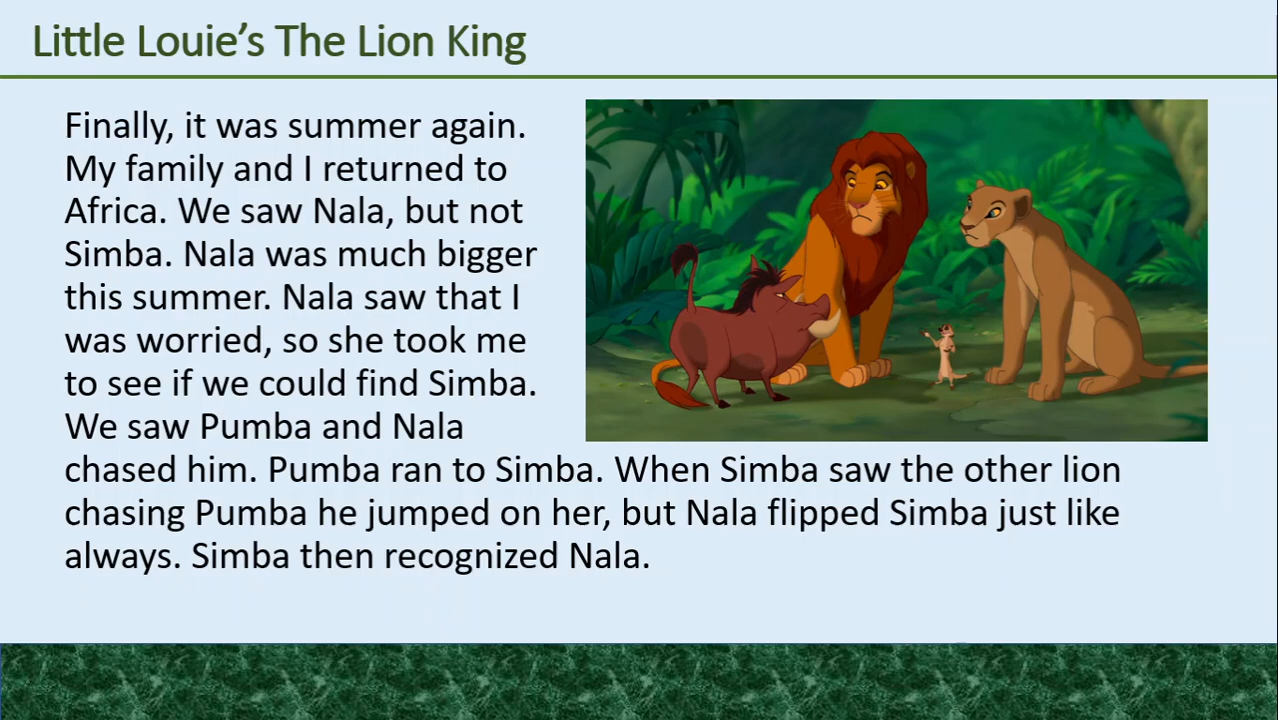 Little Louie’s The Lion King
Finally, it was summer again.
My family and I returned to
Africa. We saw Nala, but not
Simba. Nala was much bigger
this summer. Nala saw that I
was worried, so she took me
to see if we could find Simba.
We saw Pumba and Nala
chased him. Pumba ran to Simba. When Simba saw the other lion
chasing Pumba he jumped on her, but Nala flipped Simba just like
always. Simba then recognized Nala.